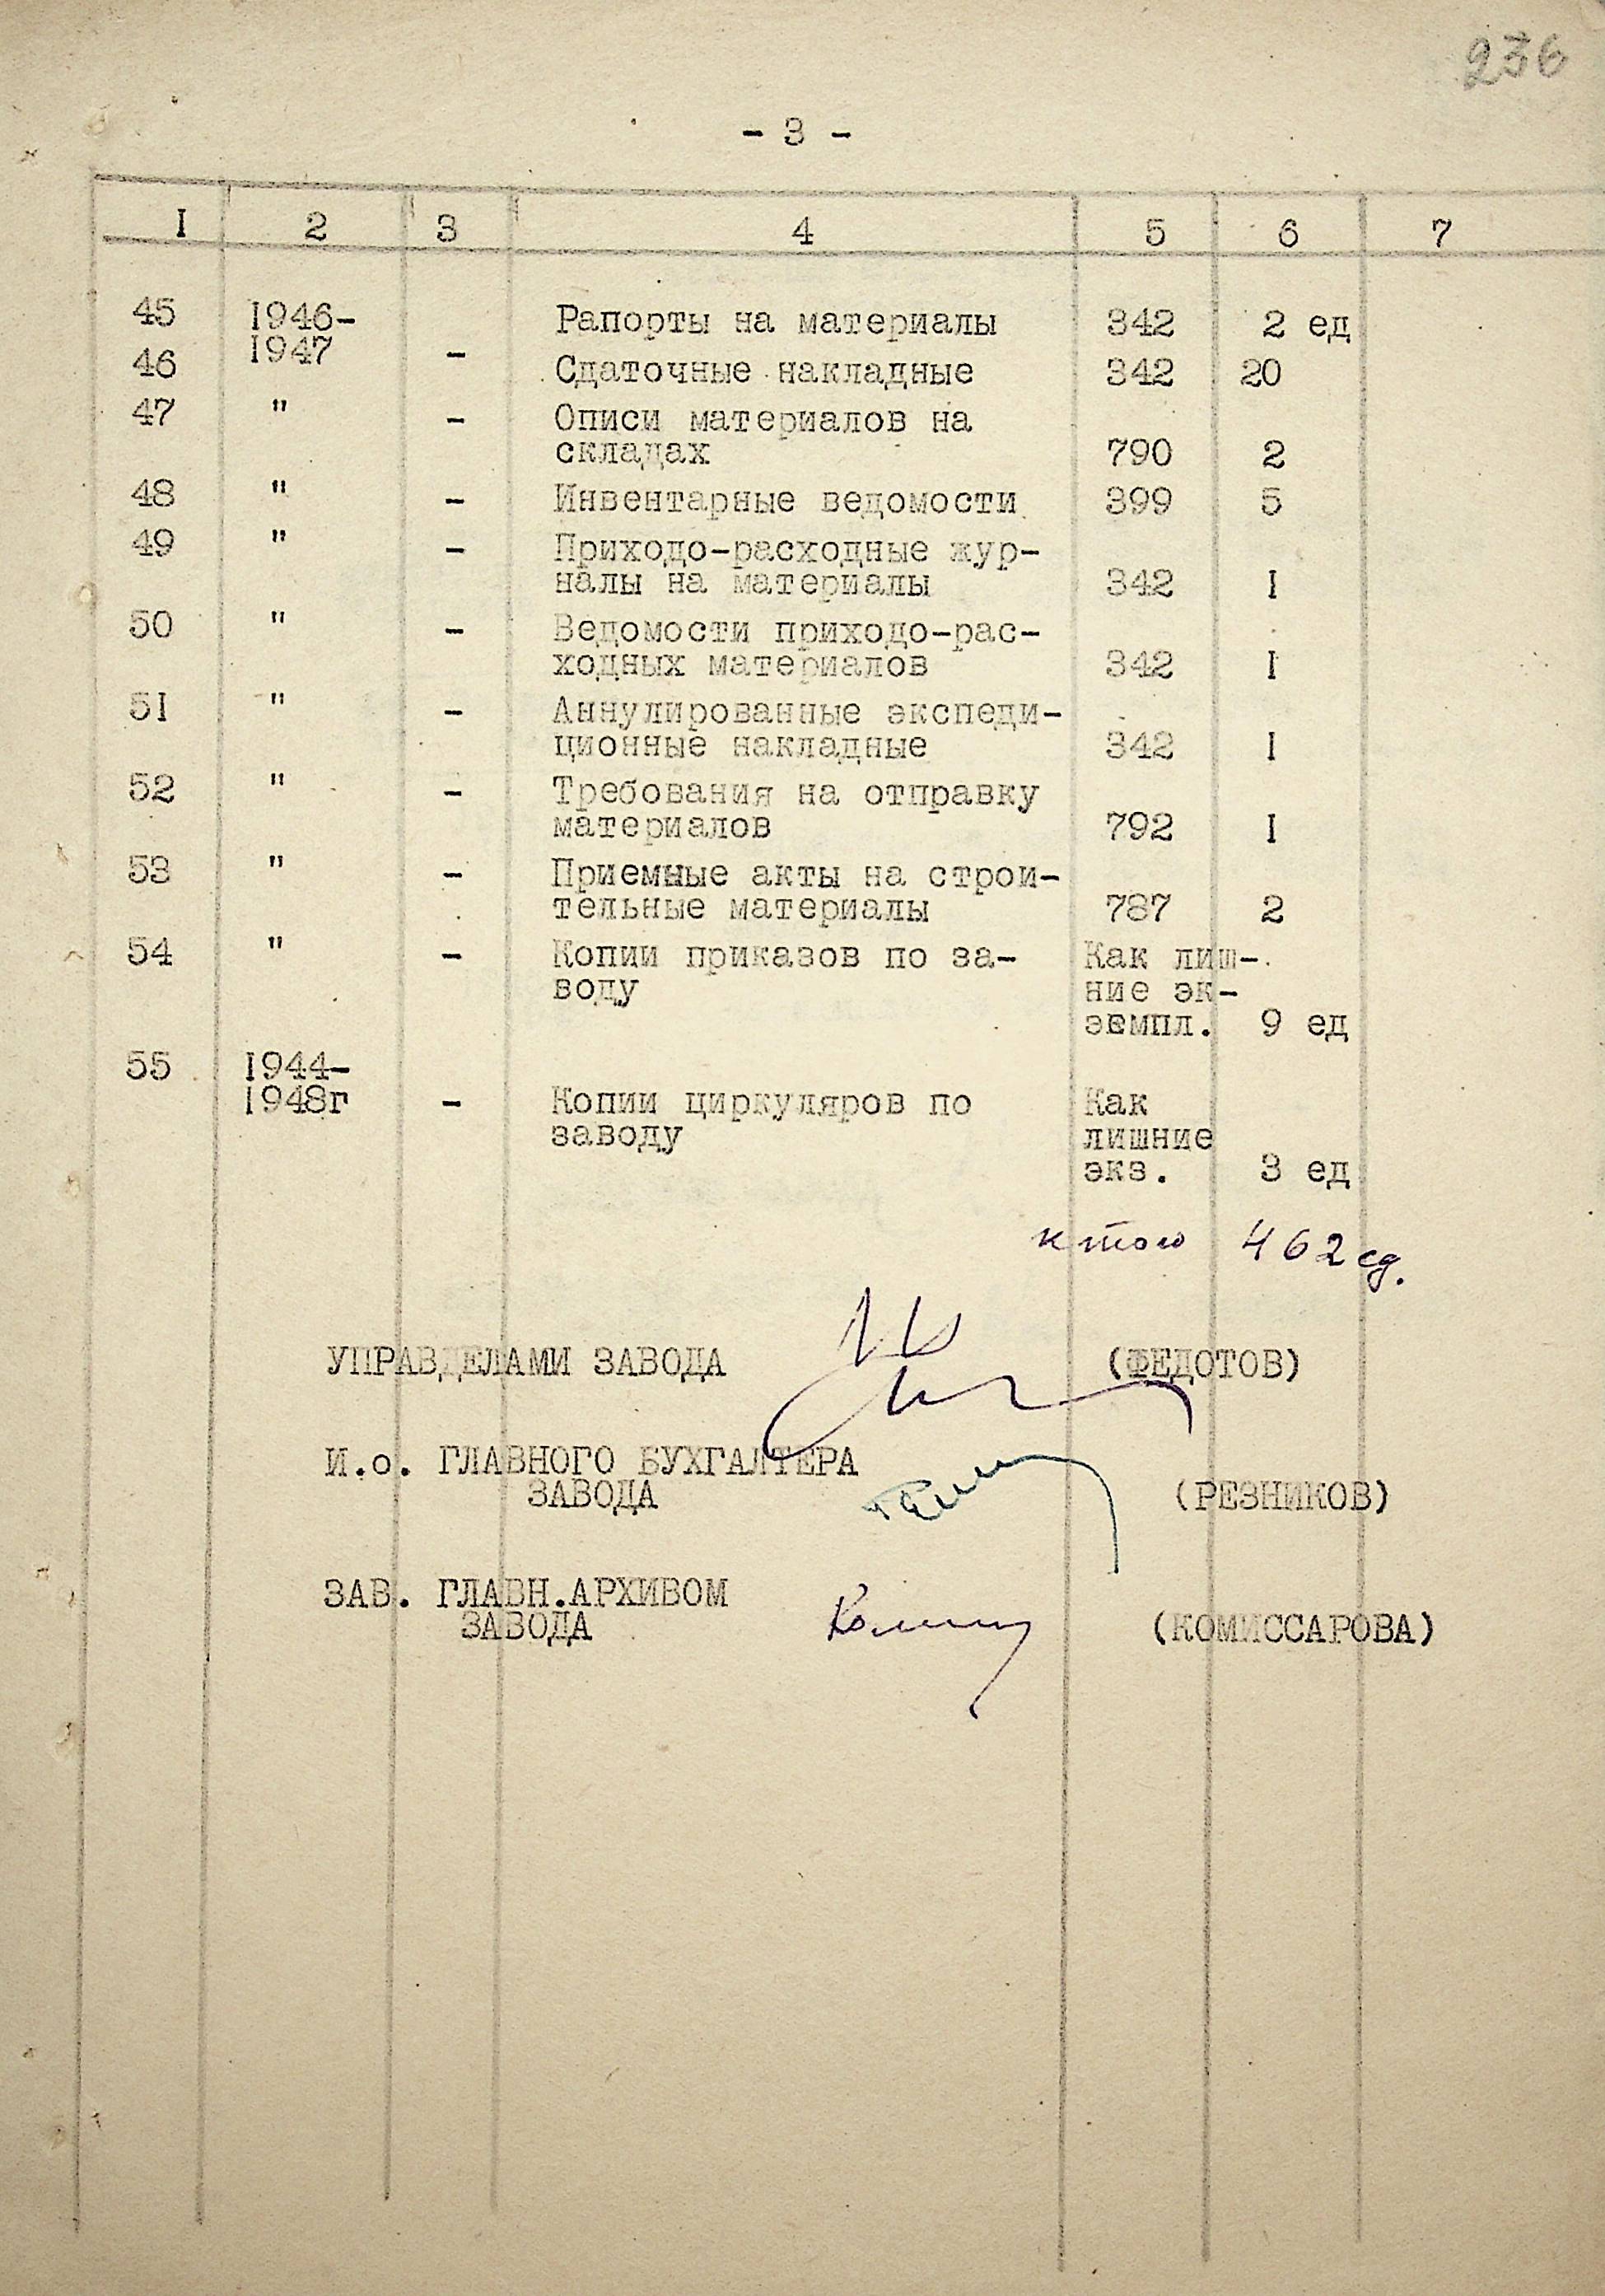 236
- 3 -
I 2 3 4 5 6 7
45 1946- Рапорты на материалы 342 2 ед
46 1947 - Сдаточные накладные 342 20
47 " - Описи материалов на
складах 790 2
48 " - Инвентарные ведомости 399 5
49 " - Приходо-расходные жур-
налы на материалы 342 I
50 " - Ведомости приходо-рас-
ходных материалов 342 I
5I " - Аннулированные экспеди-
ционные накладные 342 I
52 " - Требования на отправку
материалов 792 I
53 " - Приемные акты на строи-
тельные материалы 787 2
54 " - Копии приказов по за- Как лиш-
воду ние эк-
земпл. 9 ед
55 1944-
1948г - Копии циркуляров по Как
заводу лишние
экз. 3 ед
итого 462 ед.
УПРАВДЕЛАМИ ЗАВОДА (ФЕДОТОВ)
И.о. ГЛАВНОГО БУХГАЛТЕРА
ЗАВОДА (РЕЗНИКОВ)
ЗАВ. ГЛАВН.АРХИВОМ
ЗАВОДА (КОМИССАРОВА)